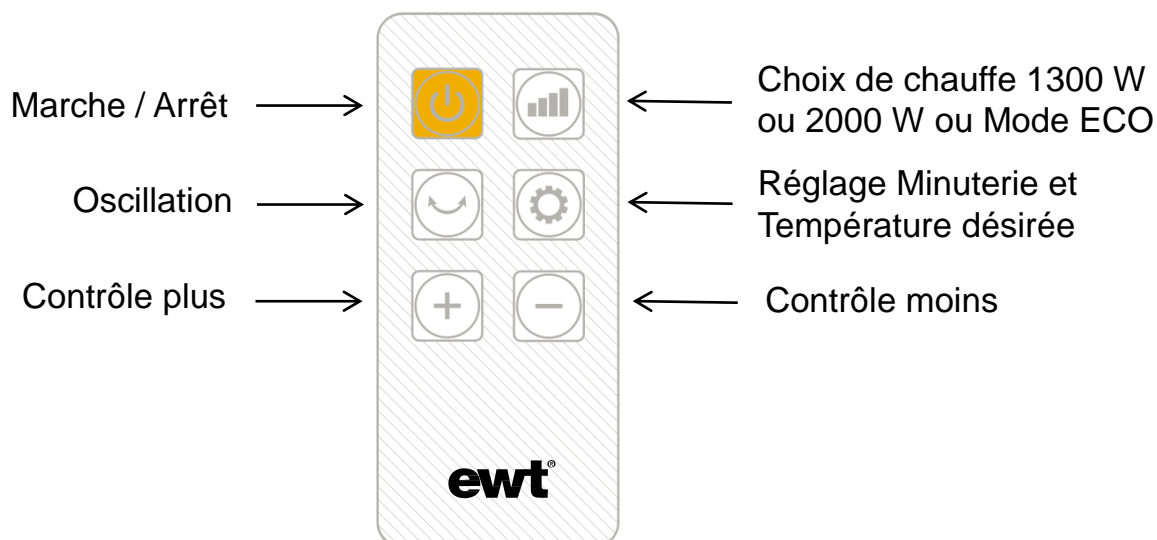 Marche / Arrêt
Choix de chauffe 1300 W
ou 2000 W ou Mode ECO
Oscillation
Réglage Minuterie et
Température désirée
Contrôle plus
Contrôle moins
ewt®